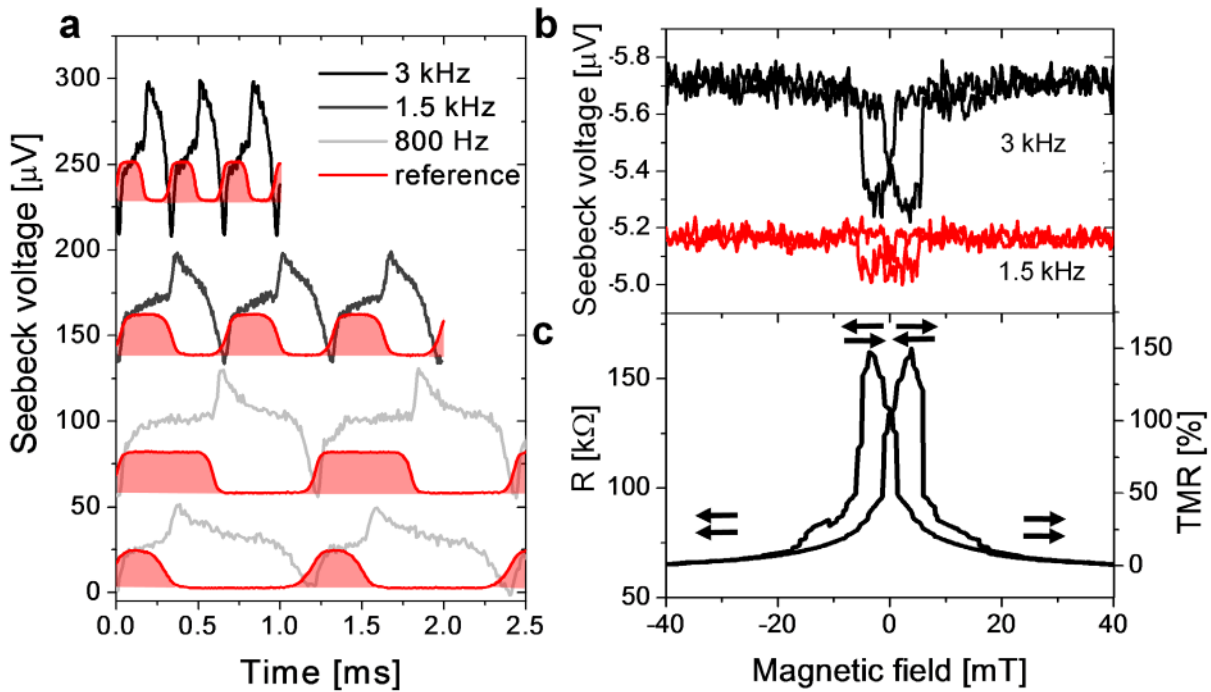 a
Seebeck voltage [μV]
300
250
200
150
100
50
0
3 kHz
1.5 kHz
800 Hz
reference
0.0
0.5
1.0
1.5
2.0
2.5
Time [ms]
b
Seebeck voltage [μV]
-5.8
-5.6
-5.4
-5.2
-5.0
3 kHz
1.5 kHz
c
R [kΩ]
150
100
50
TMR [%]
150
100
50
0
-40
-20
0
20
40
Magnetic field [mT]